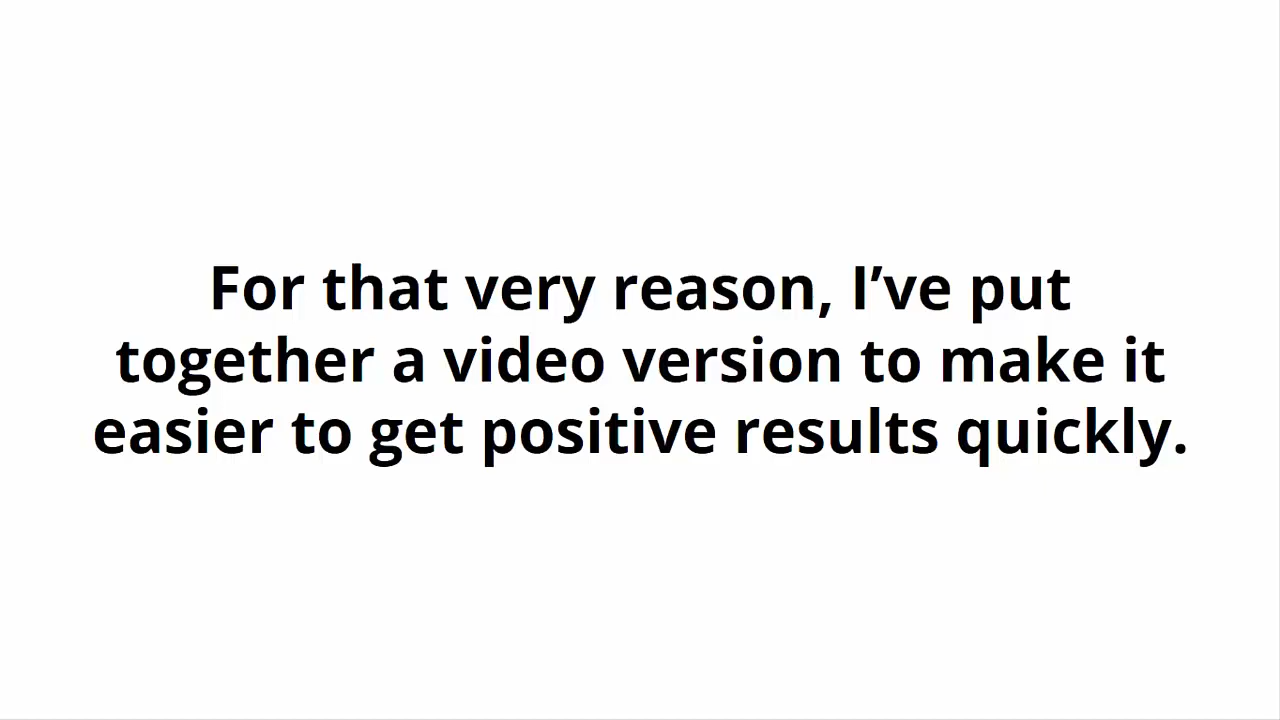 For that very reason, I’ve put
together a video version to make it
easier to get positive results quickly.